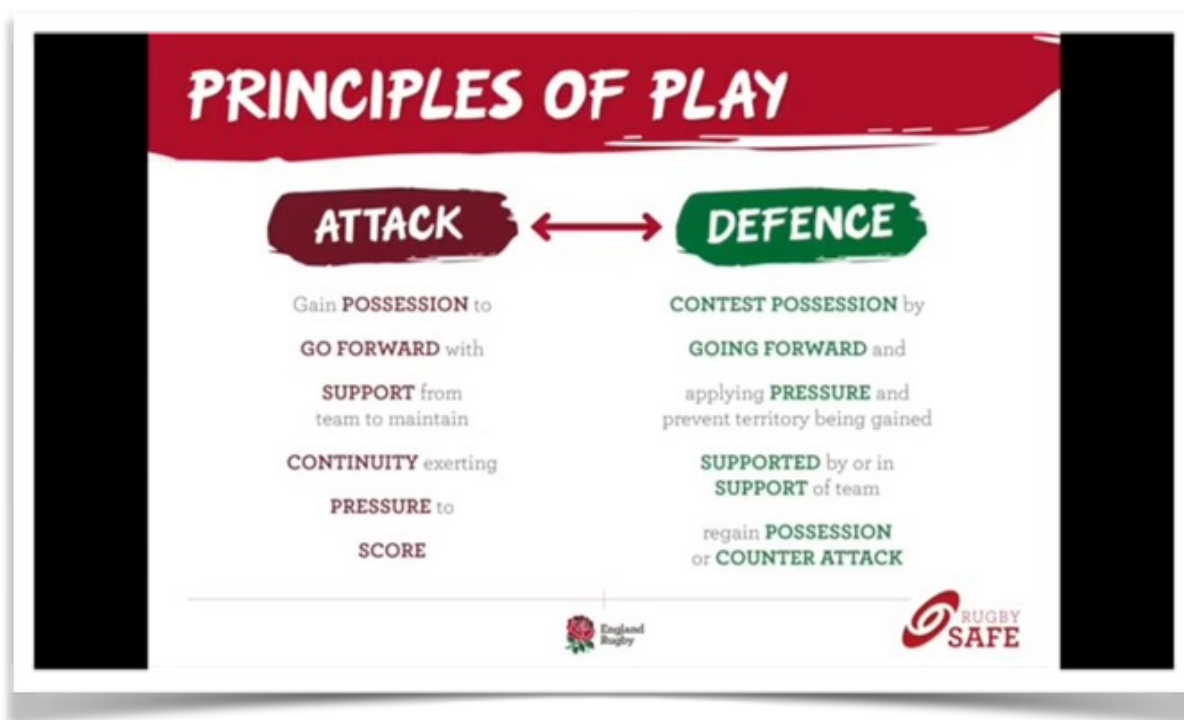 PRINCIPLES OF PLAY
ATTACK
Gain POSSESSION to
GO FORWARD with
SUPPORT from
team to maintain
CONTINUITY exerting
PRESSURE to
SCORE
DEFENCE
CONTEST POSSESSION by
GOING FORWARD and
applying PRESSURE and
prevent territory being gained
SUPPORTED by or in
SUPPORT of team
regain POSSESSION
or COUNTER ATTACK
England
Rugby
RUGBY
SAFE